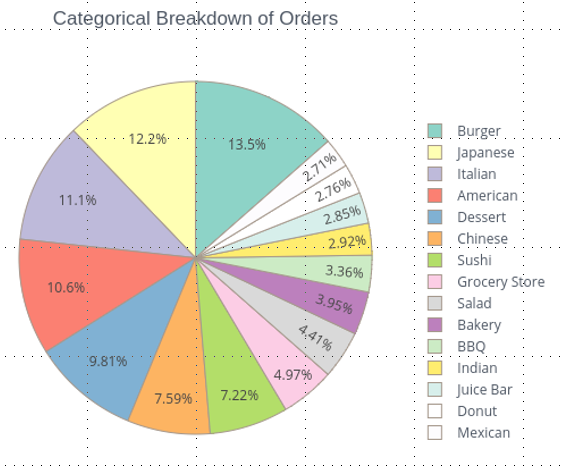 Categorical Breakdown of Orders
13.5%
12.2%
11.1%
10.6%
9.81%
7.59%
7.22%
4.97%
4.41%
3.95%
3.36%
2.92%
2.85%
2.76%
2.71%
Burger
Japanese
Italian
American
Dessert
Chinese
Sushi
Grocery Store
Salad
Bakery
BBQ
Indian
Juice Bar
Donut
Mexican